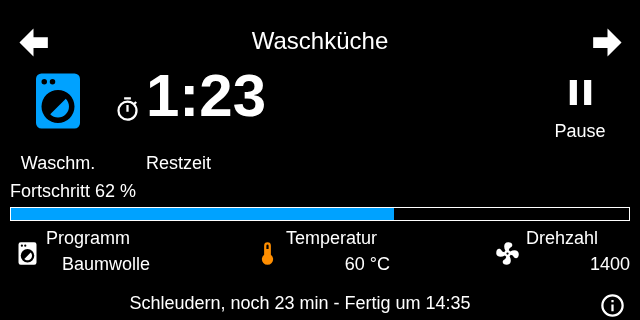 Waschküche
1:23
Pause
Waschm.
Restzeit
Fortschritt 62 %
Programm
Baumwolle
Temperatur
60 °C
Drehzahl
1400
Schleudern, noch 23 min - Fertig um 14:35